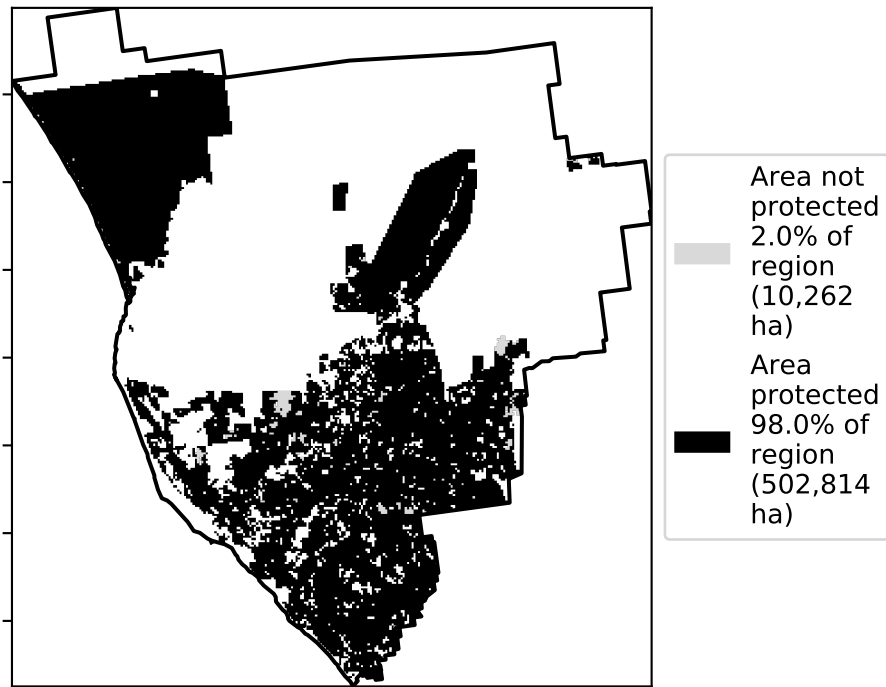 Area not
protected
2.0% of
region
(10,262
ha)
Area
protected
98.0% of
region
(502,814
ha)